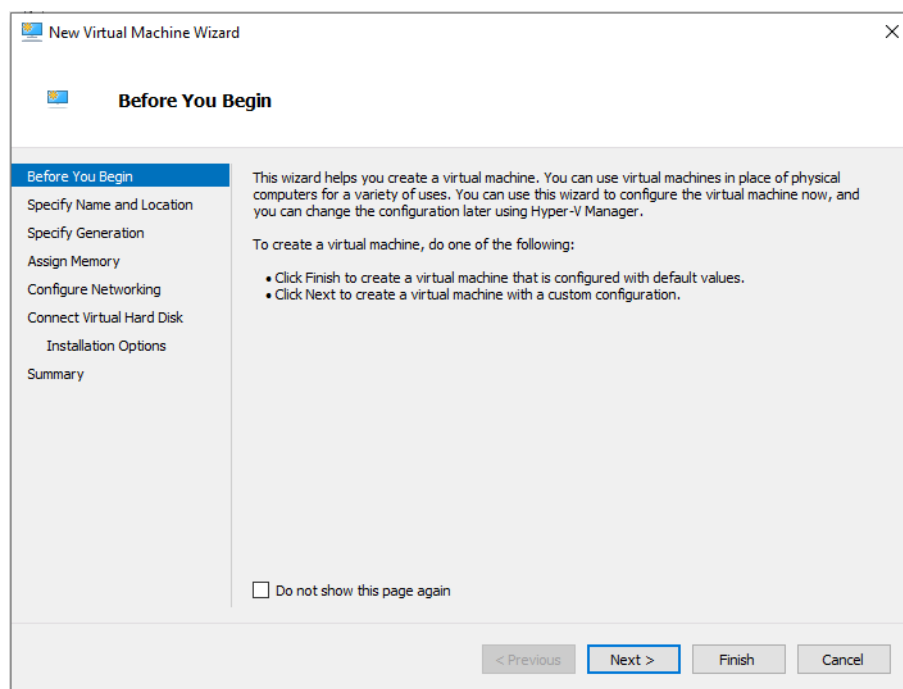 New Virtual Machine Wizard
Before You Begin
Before You Begin
Specify Name and Location
Specify Generation
Assign Memory
Configure Networking
Connect Virtual Hard Disk
Installation Options
Summary
This wizard helps you create a virtual machine. You can use virtual machines in place of physical
computers for a variety of uses. You can use this wizard to configure the virtual machine now, and
you can change the configuration later using Hyper-V Manager.
To create a virtual machine, do one of the following:
• Click Finish to create a virtual machine that is configured with default values.
• Click Next to create a virtual machine with a custom configuration.
Do not show this page again
< Previous
Next >
Finish
Cancel